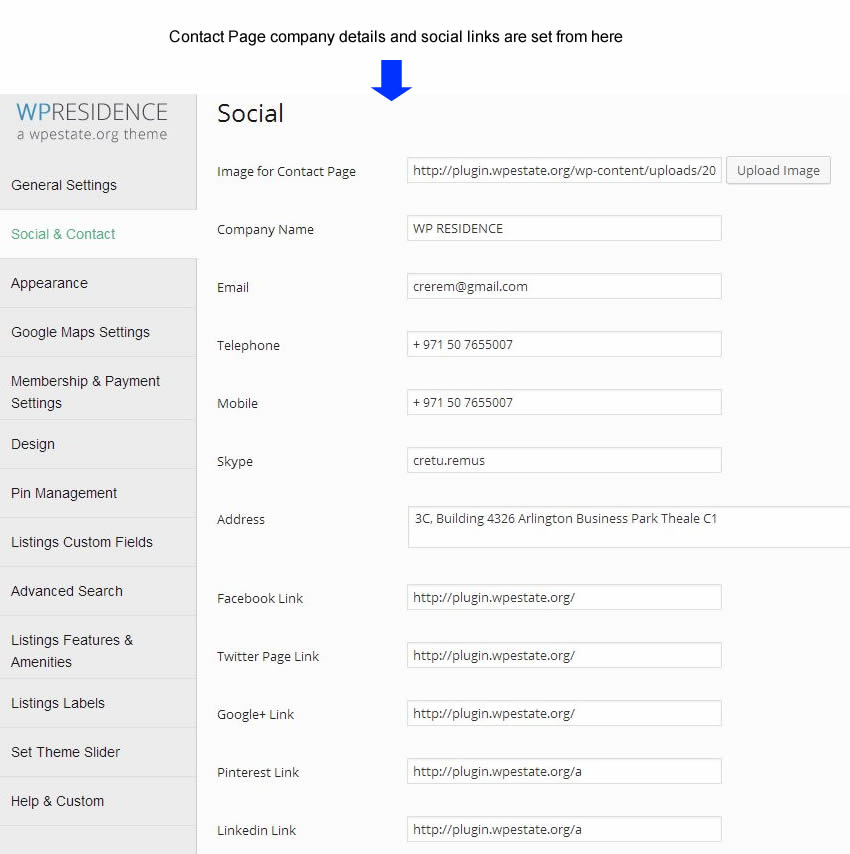 Contact Page company details and social links are set from here
WPRESIDENCE
a wpestate.org theme
General Settings
Social & Contact
Appearance
Google Maps Settings
Membership & Payment
Settings
Design
Pin Management
Listings Custom Fields
Advanced Search
Listings Features &
Amenities
Listings Labels
Set Theme Slider
Help & Custom
Social
Image for Contact Page http://plugin.wpestate.org/wp-content/uploads/20 Upload Image
Company Name WP RESIDENCE
Email crerem@gmail.com
Telephone + 971 50 7655007
Mobile + 971 50 7655007
Skype cretu.remus
Address 3C, Building 4326 Arlington Business Park Theale C1
Facebook Link http://plugin.wpestate.org/
Twitter Page Link http://plugin.wpestate.org/
Google+ Link http://plugin.wpestate.org/
Pinterest Link http://plugin.wpestate.org/a
Linkedin Link http://plugin.wpestate.org/a